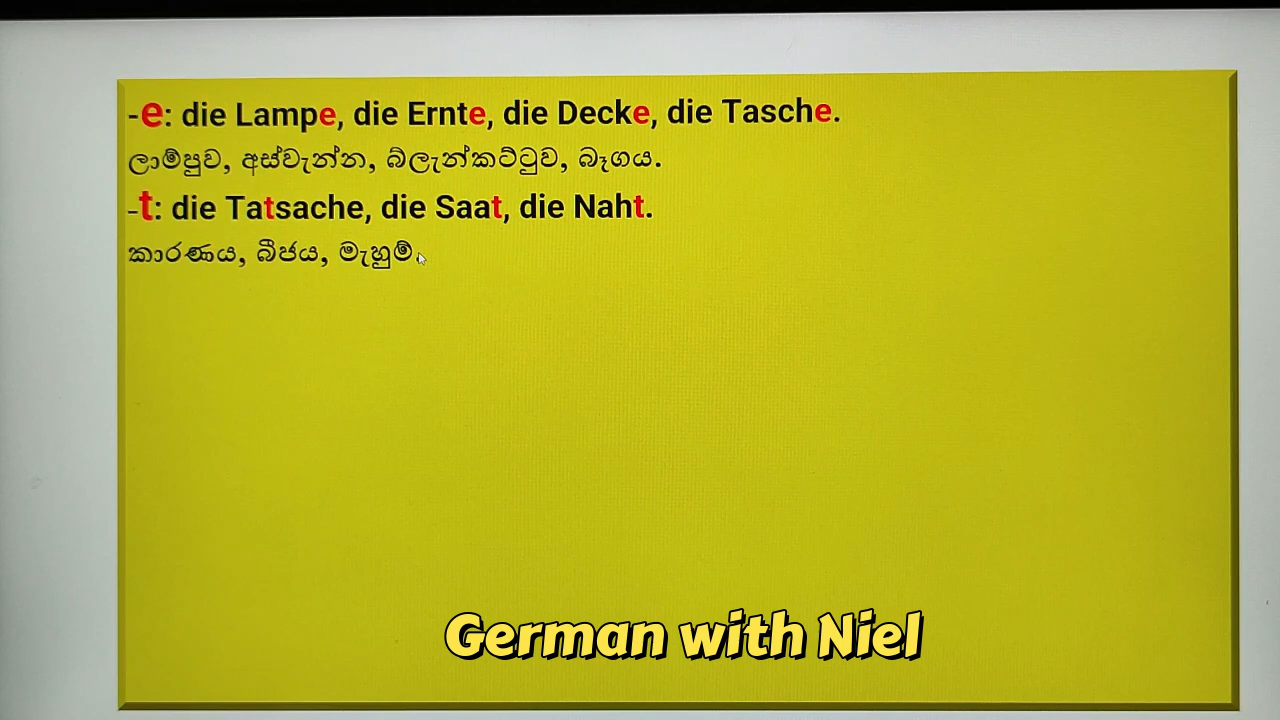 -e: die Lampe, die Ernte, die Decke, die Tasche.
ලාම්පුව, අස්වැන්න, බ්ලැන්කට්ටුව, බෑගය.
-t: die Tatsache, die Saat, die Naht.
කාරණය, බීජය, මැහුම්.
German with Niel